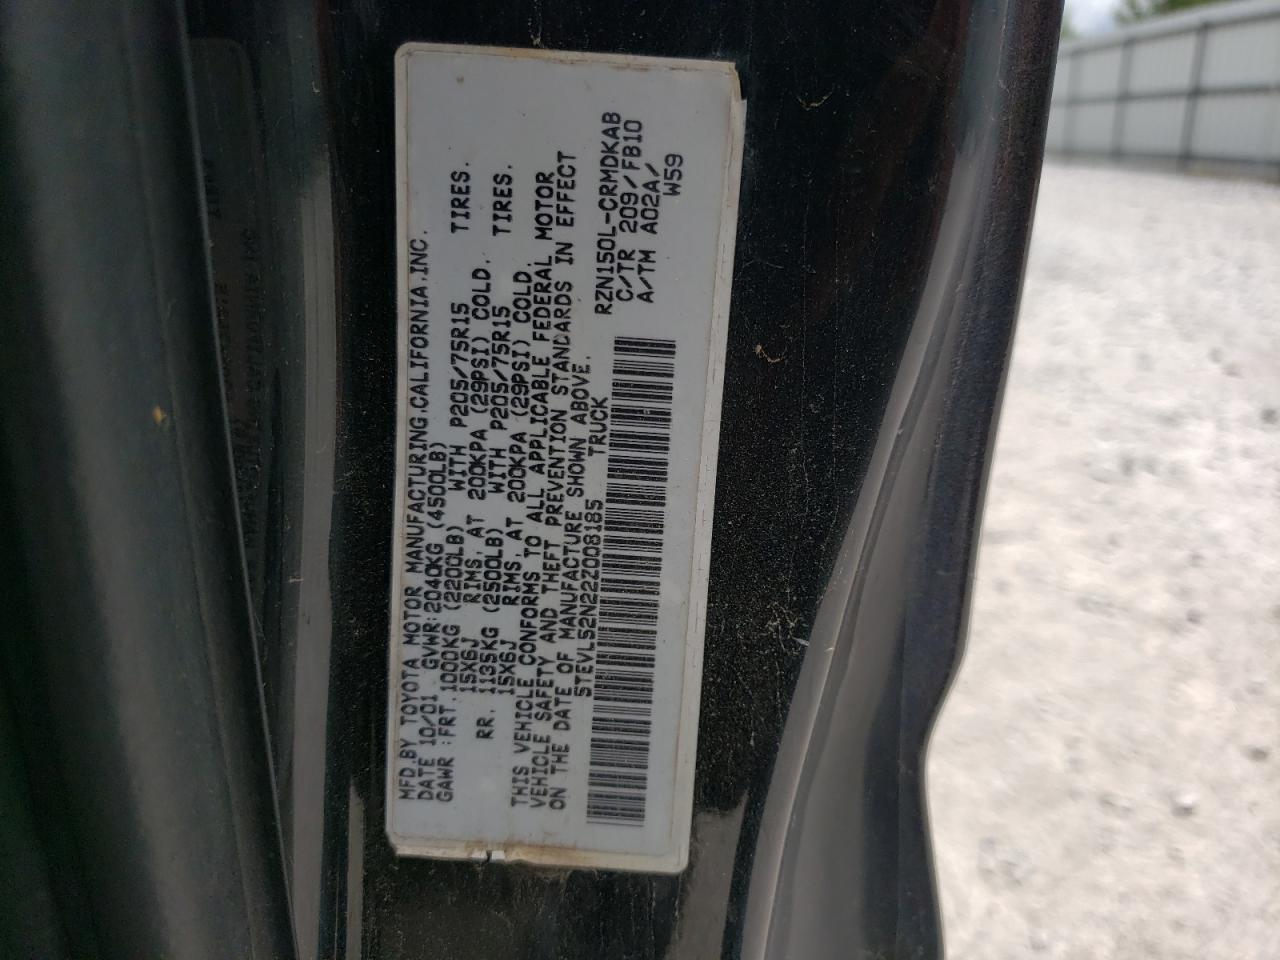 MFD.BY TOYOTA MOTOR MANUFACTURING.CALIFORNIA.INC.
DATE 10/01 GVWR:2040KG (4500LB)
GAWR :FRT. 1000KG (2200LB) WITH P205/75R15 TIRES.
15X6J RIMS, AT 200KPA (29PSI) COLD.
RR. 1135KG (2500LB) WITH P205/75R15 TIRES.
15X6J RIMS, AT 200KPA (29PSI) COLD.
THIS VEHICLE CONFORMS TO ALL APPLICABLE FEDERAL MOTOR
VEHICLE SAFETY AND THEFT PREVENTION STANDARDS IN EFFECT
ON THE DATE OF MANUFACTURE SHOWN ABOVE.
5TEVL52N22Z008185 TRUCK
RZN150L-CRMDKAB
C/TR 209/FB10
A/TM A02A/
W59